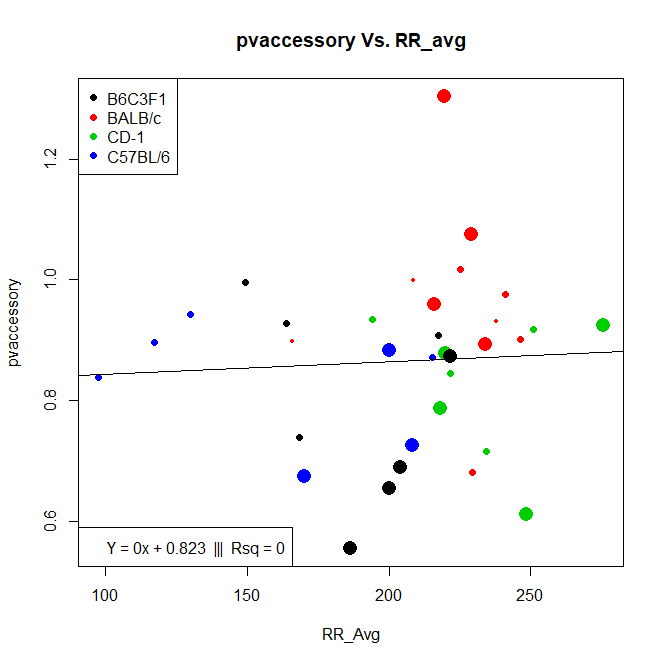 pvaccessory Vs. RR_avg
B6C3F1
BALB/c
CD-1
C57BL/6
1.2
1.0
0.8
0.6
pvaccessory
Y = 0x + 0.823 ||| Rsq = 0
100 150 200 250
RR_Avg